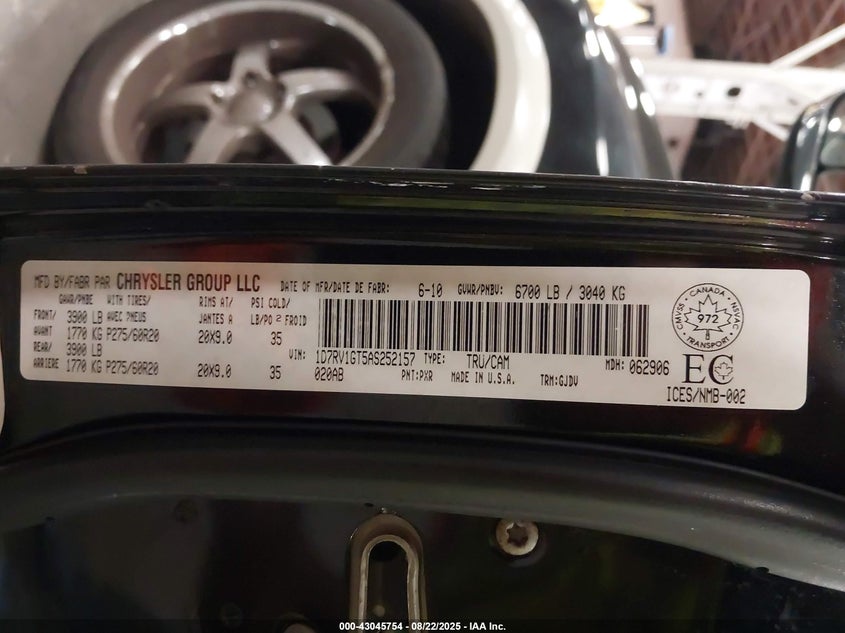 MFD BY/FABR PAR CHRYSLER GROUP LLC DATE OF MFR/DATE DE FABR: 6-10 GVWR/PNBV: 6700 LB / 3040 KG
GAWR/PNBE WITH TIRES/ RIMS AT/ PSI COLD/
FRONT/ 3900 LB AVEC PNEUS JANTES A LB/PO 2 FROID
AVANT 1770 KG P275/60R20 20X9.0 35
REAR/ 3900 LB
ARRIERE 1770 KG P275/60R20 20X9.0 35
VIN: 1D7RV1GT5AS252157 TYPE: TRU/CAM MDH: 062906
020AB PNT:PXR MADE IN U.S.A. TRM:GJDV
CANADA
CMVSS 972 NSVAC
TRANSPORT
EC
ICES/NMB-002
000-43045754 - 08/22/2025 - IAA Inc.